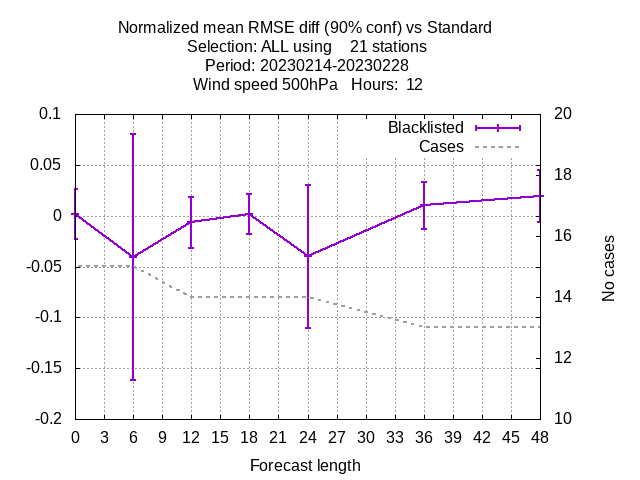 Normalized mean RMSE diff (90% conf) vs Standard
Selection: ALL using    21 stations
Period: 20230214-20230228
Wind speed 500hPa   Hours:  12
Blacklisted
Cases
0.1
0.05
0
-0.05
-0.1
-0.15
-0.2
20
18
16
14
12
10
No cases
0 3 6 9 12 15 18 21 24 27 30 33 36 39 42 45 48
Forecast length